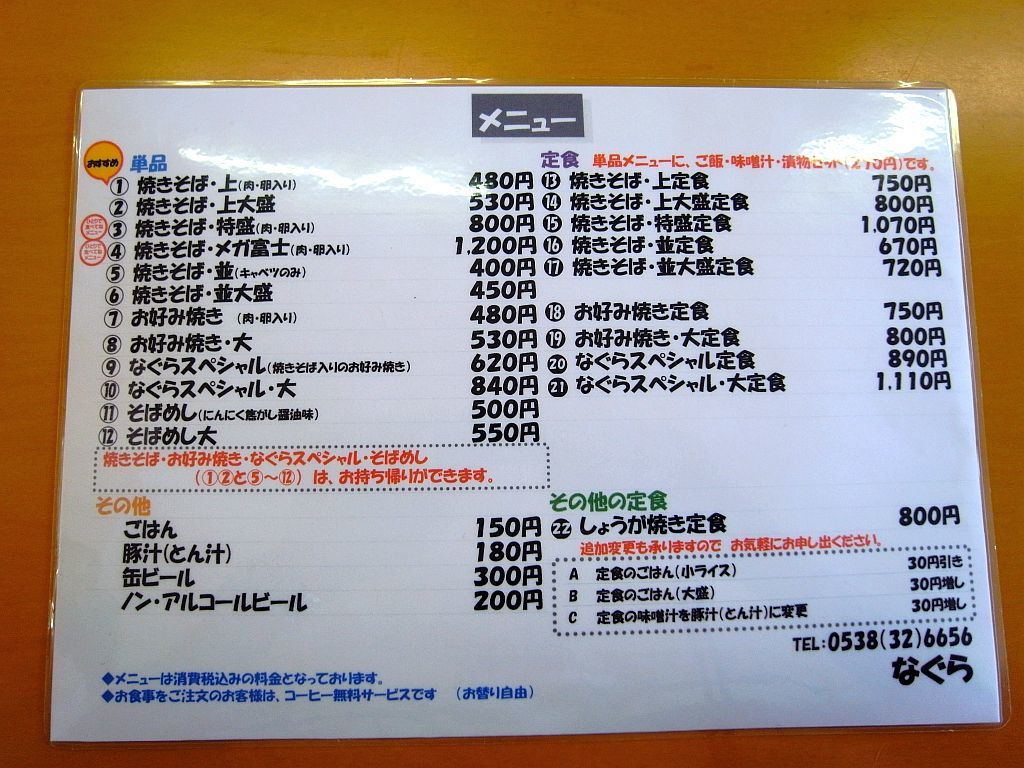 メニュー
おすすめ
単品
① 焼きそば・上(肉・卵入り) 480円
② 焼きそば・上大盛 530円
③ 焼きそば・特盛(肉・卵入り) 800円
④ 焼きそば・メガ富士(肉・卵入り) 1,200円
⑤ 焼きそば・並(キャベツのみ) 400円
⑥ 焼きそば・並大盛 450円
⑦ お好み焼き (肉・卵入り) 480円
⑧ お好み焼き・大 530円
⑨ なぐらスペシャル(焼きそば入りのお好み焼き) 620円
⑩ なぐらスペシャル・大 840円
⑪ そばめし(にんにく焦がし醤油味) 500円
⑫ そばめし大 550円
焼きそば・お好み焼き・なぐらスペシャル・そばめし
(①②と⑤～⑫) は、お持ち帰りができます。
その他
ごはん 150円
豚汁(とん汁) 180円
缶ビール 300円
ノン・アルコールビール 200円
◆メニューは消費税込みの料金となっております。
◆お食事をご注文のお客様は、コーヒー無料サービスです (お替り自由)
定食 単品メニューに、ご飯・味噌汁・漬物セット(270円)です。
⓭ 焼きそば・上定食 750円
⓮ 焼きそば・上大盛定食 800円
⓯ 焼きそば・特盛定食 1,070円
⓰ 焼きそば・並定食 670円
⓱ 焼きそば・並大盛定食 720円
⓲ お好み焼き定食 750円
⓳ お好み焼き・大定食 800円
⓴ なぐらスペシャル定食 890円
㉑ なぐらスペシャル・大定食 1,110円
その他の定食
㉒ しょうが焼き定食 800円
追加変更も承りますので お気軽にお申し出ください。
A 定食のごはん(小ライス) 30円引き
B 定食のごはん(大盛) 30円増し
C 定食の味噌汁を豚汁(とん汁)に変更 30円増し
TEL:0538(32)6656
なぐら